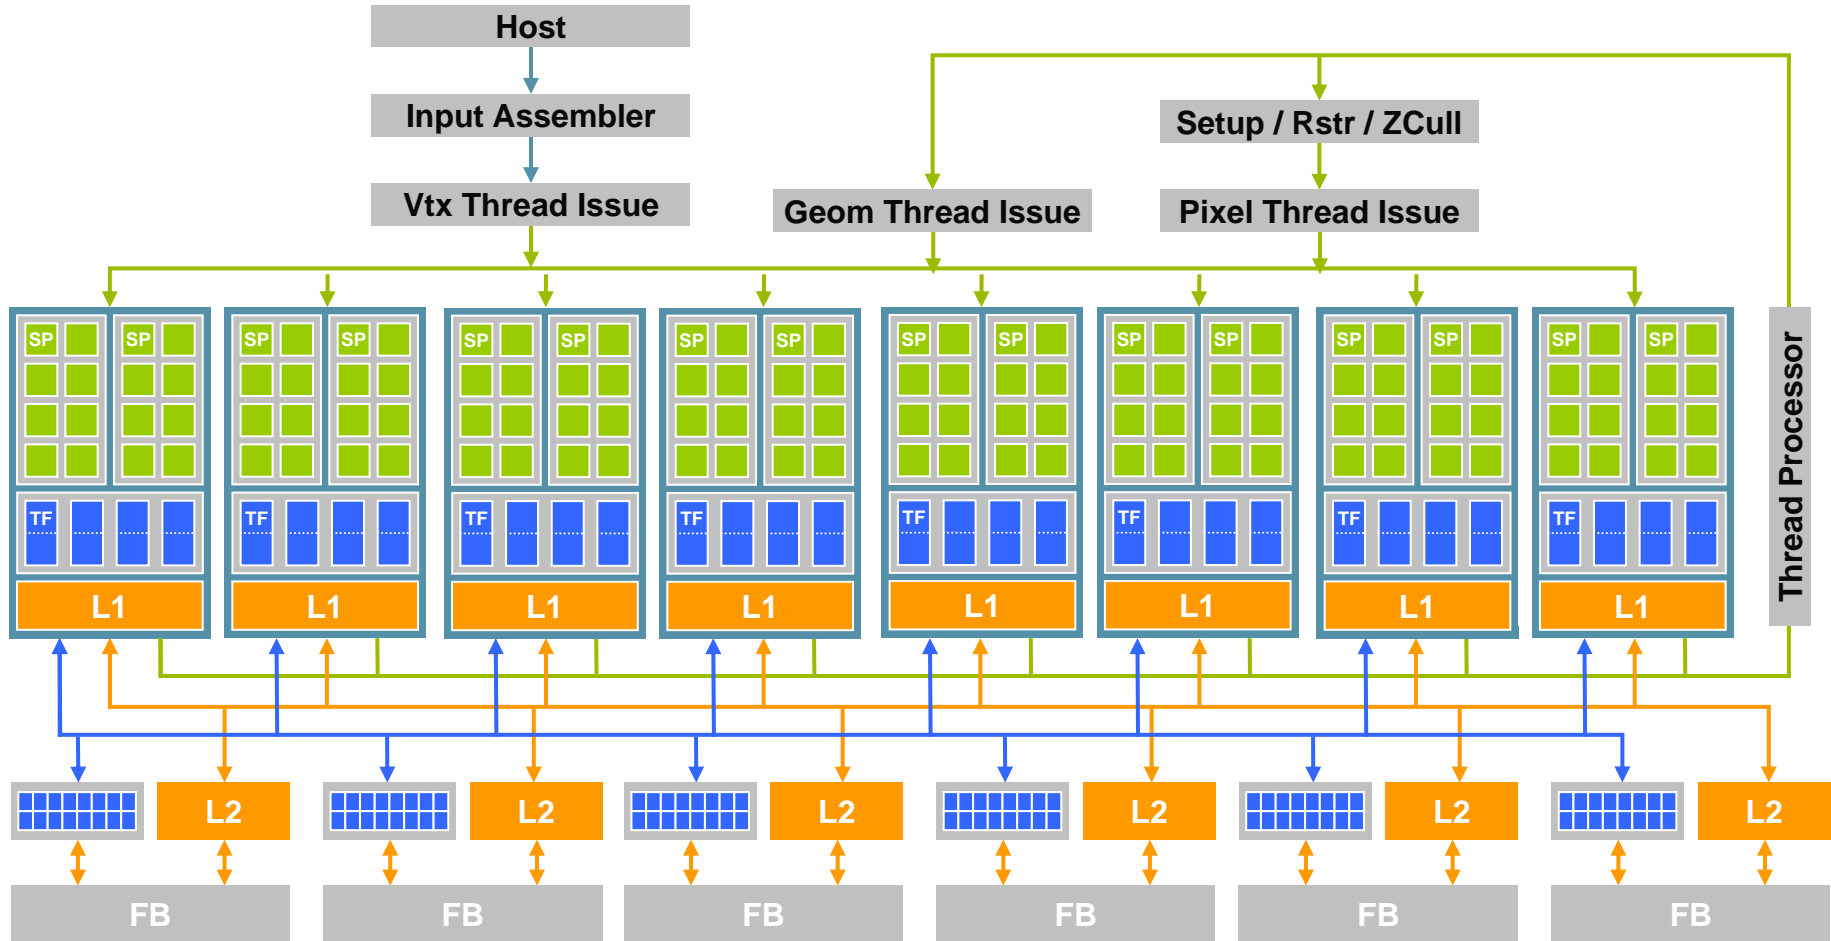 Host
Input Assembler
Setup / Rstr / ZCull
Vtx Thread Issue
Geom Thread Issue
Pixel Thread Issue
SP SP SP SP SP SP SP SP SP SP SP SP SP SP SP SP
Thread Processor
TF TF TF TF TF TF TF TF
L1 L1 L1 L1 L1 L1 L1 L1
L2 L2 L2 L2 L2 L2
FB FB FB FB FB FB